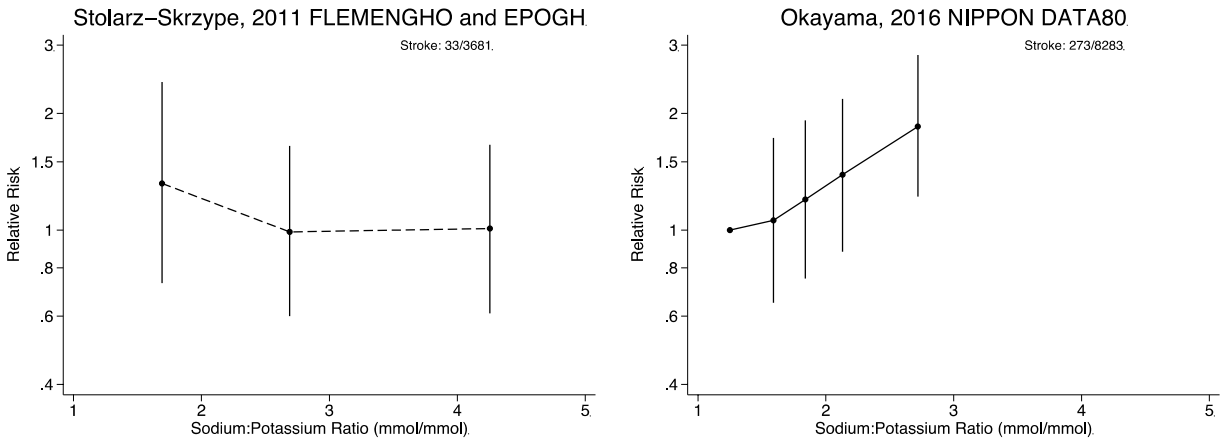 Stolarz–Skrzype, 2011 FLEMENGHO and EPOGH
Stroke: 33/3681
3
2
1.5
1
.8
.6
.4
Relative Risk
1 2 3 4 5
Sodium:Potassium Ratio (mmol/mmol)
Okayama, 2016 NIPPON DATA80
Stroke: 273/8283
3
2
1.5
1
.8
.6
.4
Relative Risk
1 2 3 4 5
Sodium:Potassium Ratio (mmol/mmol)